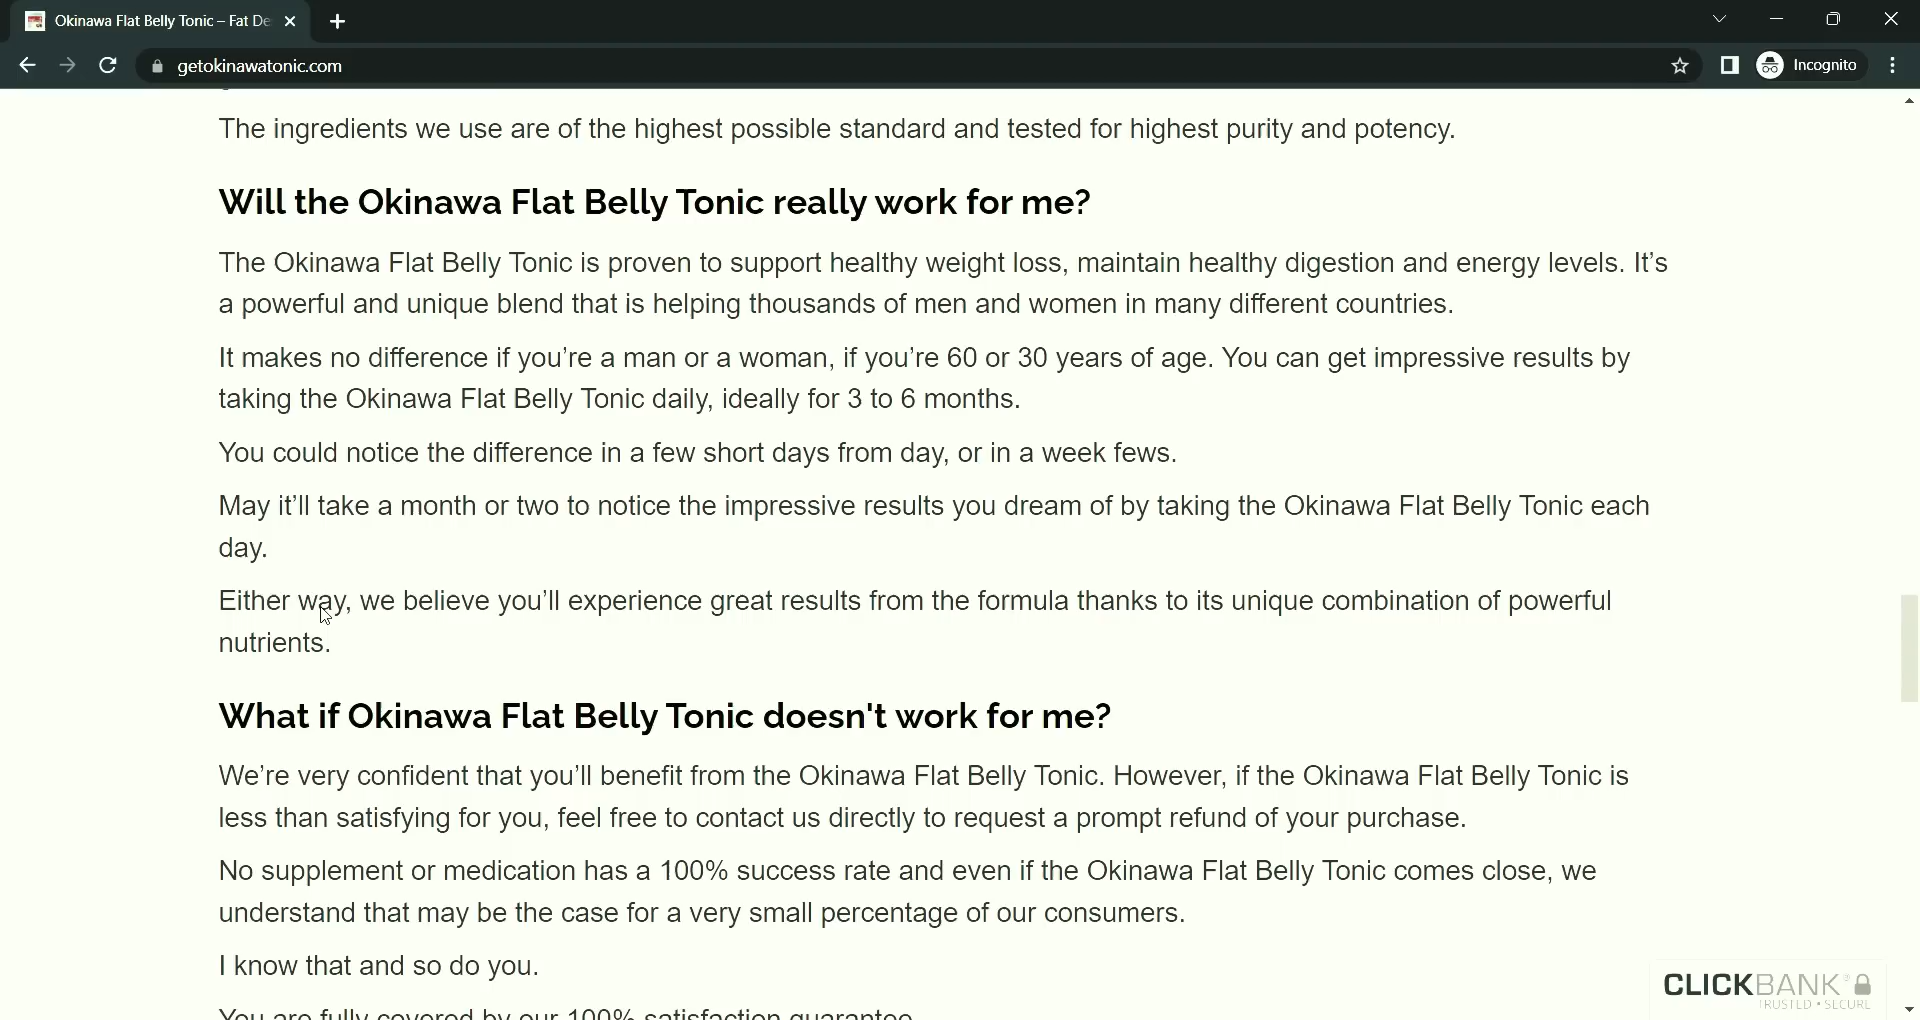 Okinawa Flat Belly Tonic – Fat De
getokinawatonic.com
Incognito
The ingredients we use are of the highest possible standard and tested for highest purity and potency.
Will the Okinawa Flat Belly Tonic really work for me?
The Okinawa Flat Belly Tonic is proven to support healthy weight loss, maintain healthy digestion and energy levels. It’s
a powerful and unique blend that is helping thousands of men and women in many different countries.
It makes no difference if you’re a man or a woman, if you’re 60 or 30 years of age. You can get impressive results by
taking the Okinawa Flat Belly Tonic daily, ideally for 3 to 6 months.
You could notice the difference in a few short days from day, or in a week fews.
May it’ll take a month or two to notice the impressive results you dream of by taking the Okinawa Flat Belly Tonic each
day.
Either way, we believe you’ll experience great results from the formula thanks to its unique combination of powerful
nutrients.
What if Okinawa Flat Belly Tonic doesn't work for me?
We’re very confident that you’ll benefit from the Okinawa Flat Belly Tonic. However, if the Okinawa Flat Belly Tonic is
less than satisfying for you, feel free to contact us directly to request a prompt refund of your purchase.
No supplement or medication has a 100% success rate and even if the Okinawa Flat Belly Tonic comes close, we
understand that may be the case for a very small percentage of our consumers.
I know that and so do you.
You are fully covered by our 100% satisfaction guarantee
CLICKBANK
TRUSTED • SECURE